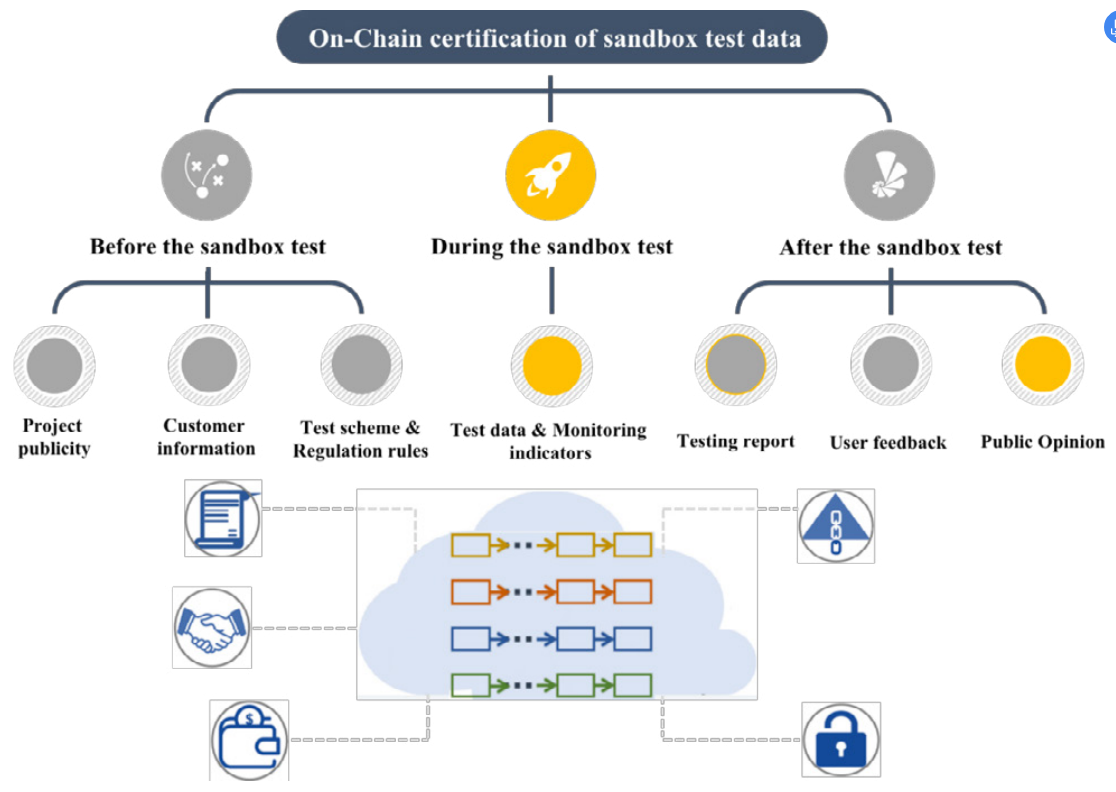 On-Chain certification of sandbox test data
Before the sandbox test
During the sandbox test
After the sandbox test
Project
publicity
Customer
information
Test scheme &
Regulation rules
Test data & Monitoring
indicators
Testing report
User feedback
Public Opinion
$